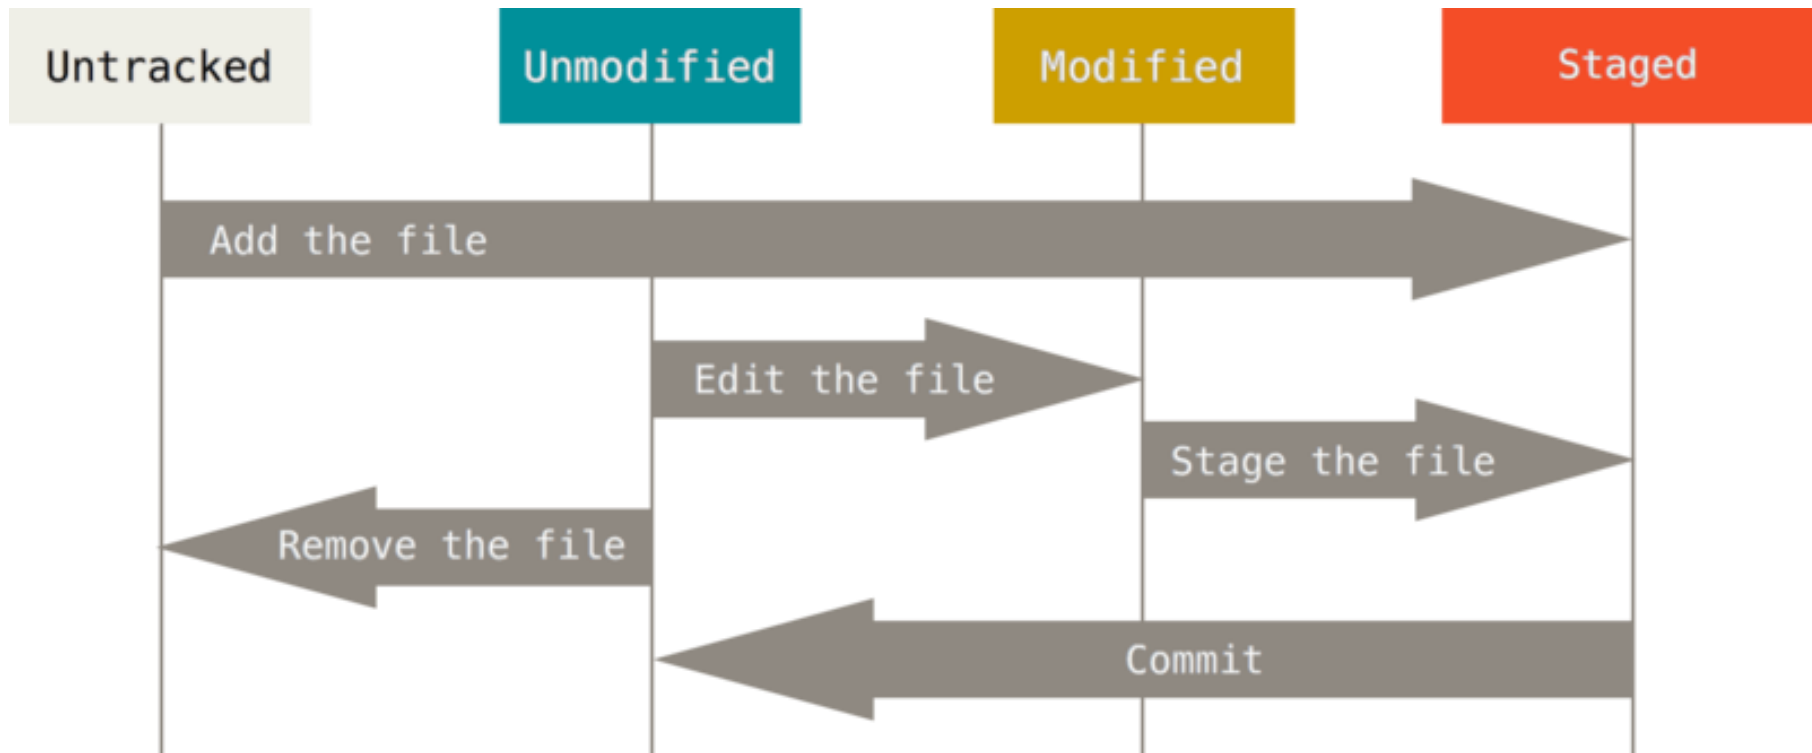 Untracked
Unmodified
Modified
Staged
Add the file
Edit the file
Stage the file
Remove the file
Commit